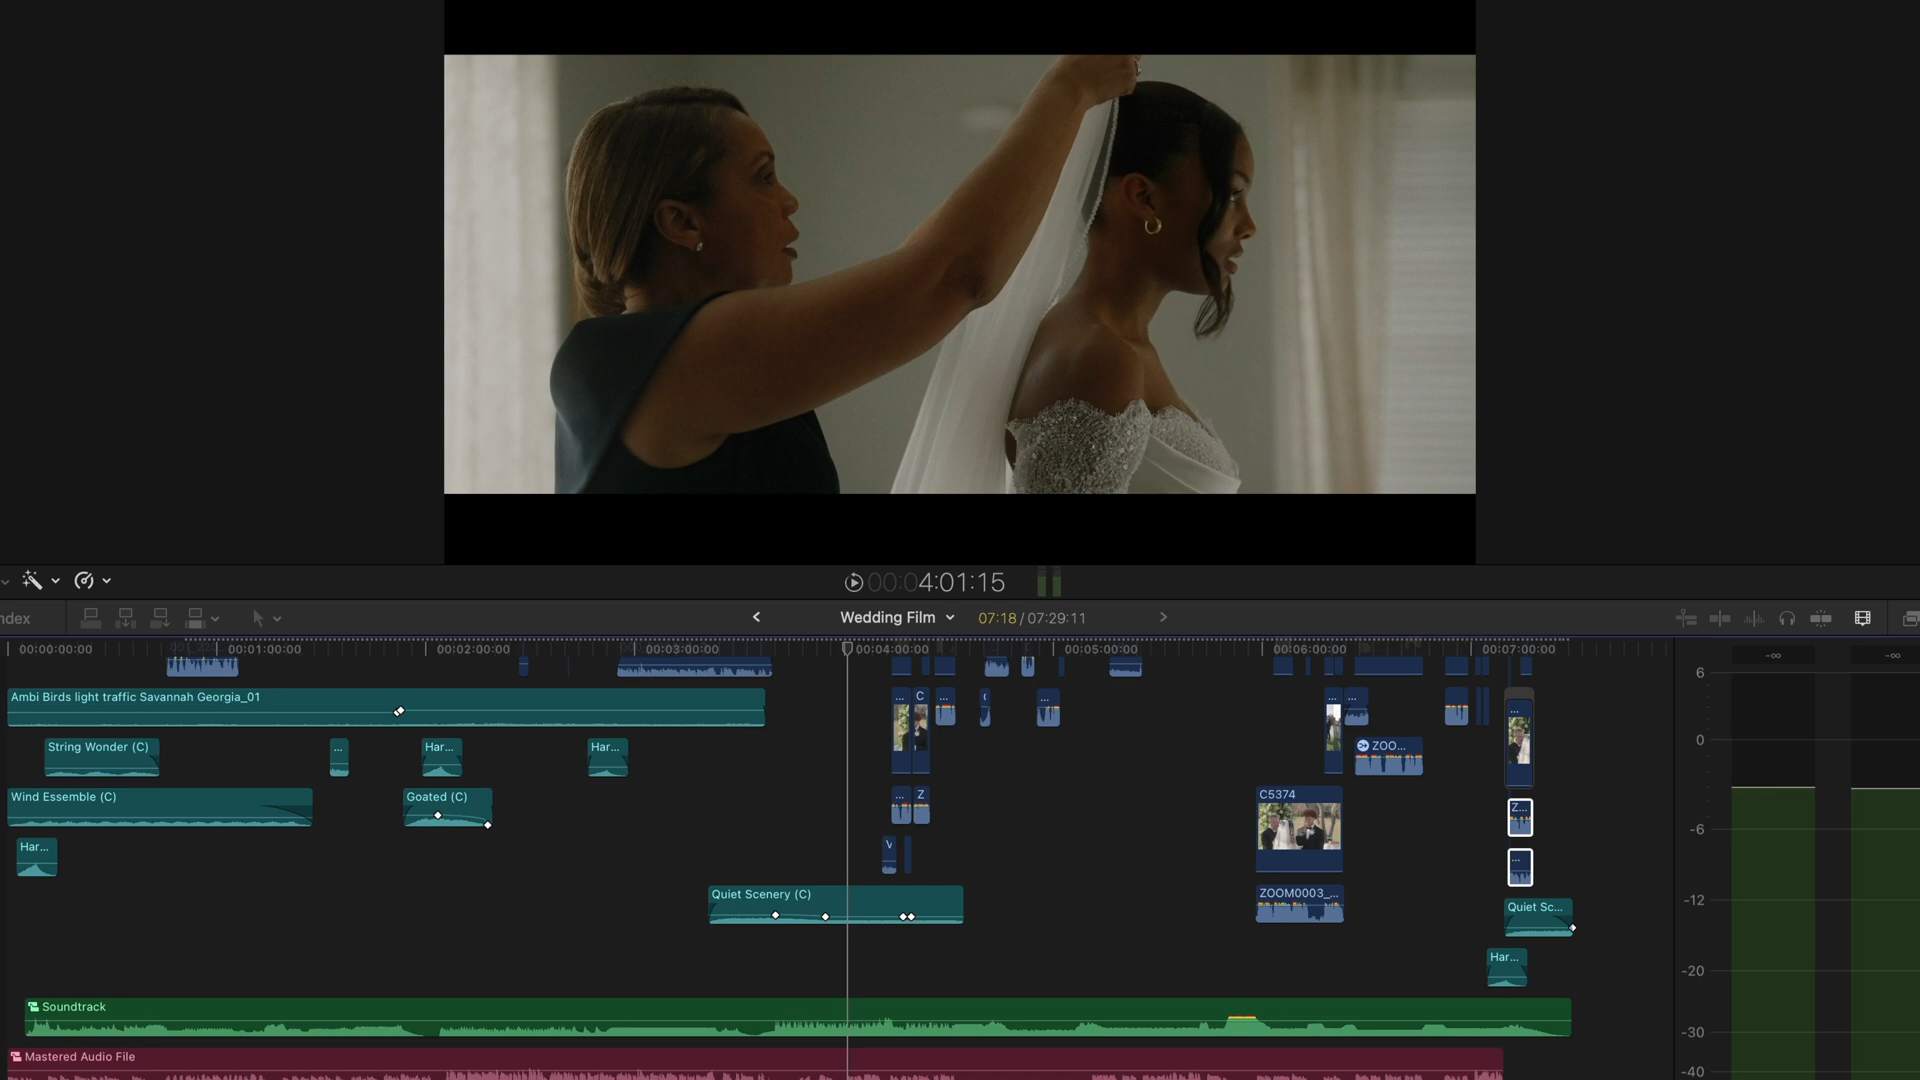 00:04:01:15
ndex
Wedding Film
07:18 / 07:29:11
00:00:00:00
00:01:00:00
00:02:00:00
00:03:00:00
00:04:00:00
00:05:00:00
00:06:00:00
00:07:00:00
-∞
-∞
6
Ambi Birds light traffic Savannah Georgia_01
...
C
...
...
...
...
...
0
String Wonder (C)
...
Har...
Har...
ZOO...
Wind Essemble (C)
Goated (C)
...
Z
C5374
Z...
-6
Har...
V
...
Quiet Scenery (C)
ZOOM0003_...
Quiet Sc...
-12
Har...
-20
Soundtrack
-30
Mastered Audio File
-40